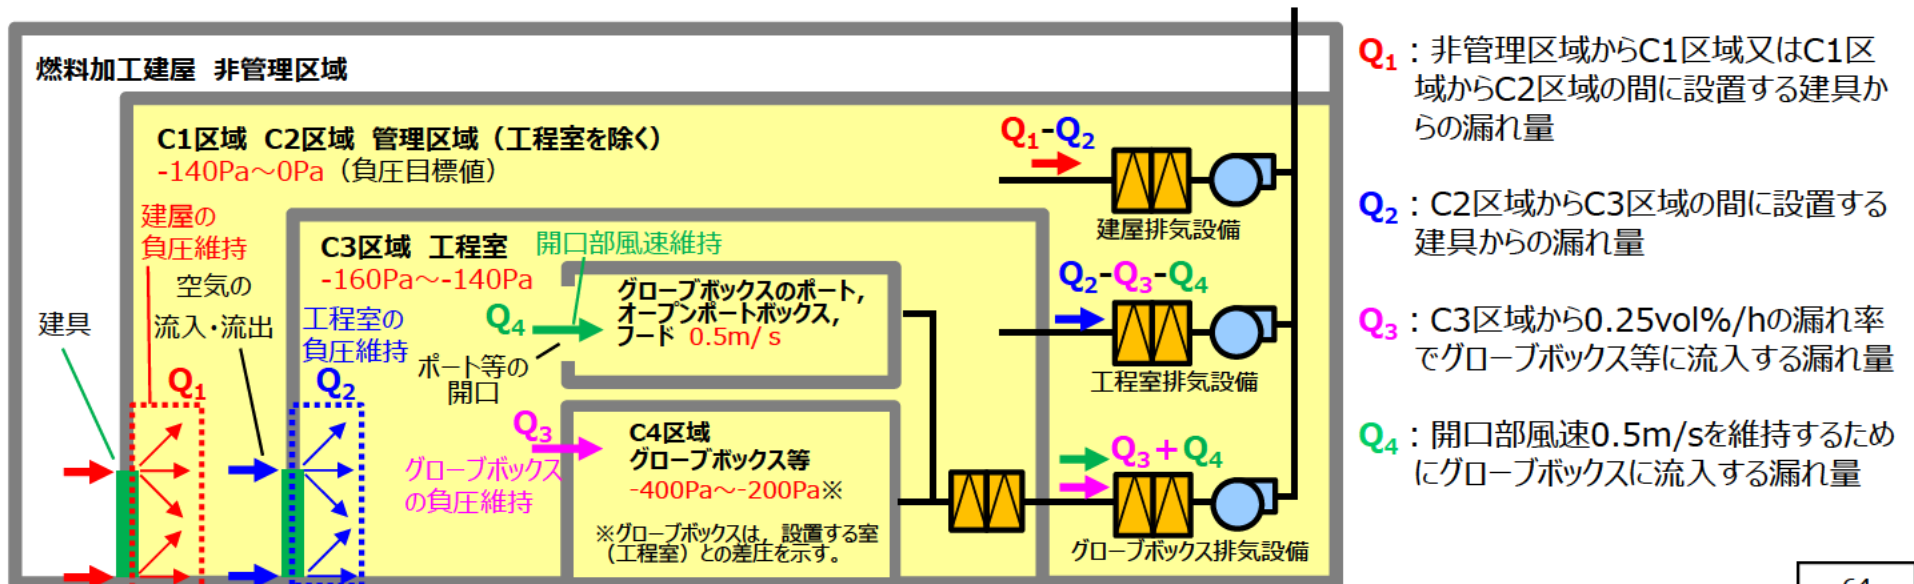 燃料加工建屋 非管理区域
C1区域 C2区域 管理区域（工程室を除く）
-140Pa～0Pa（負圧目標値）
建屋の
負圧維持
空気の
流入・流出
建具
Q1
C3区域 工程室
-160Pa～-140Pa
開口部風速維持
工程室の
負圧維持
Q2
Q4
ポート等の
開口
グローブボックスのポート，
オープンポートボックス，
フード 0.5m/s
Q3
グローブボックス
の負圧維持
C4区域
グローブボックス等
-400Pa～-200Pa※
※グローブボックスは，設置する室
（工程室）との差圧を示す。
Q1-Q2
建屋排気設備
Q2-Q3-Q4
工程室排気設備
Q3+Q4
グローブボックス排気設備
Q1：非管理区域からC1区域又はC1区
域からC2区域の間に設置する建具か
らの漏れ量
Q2：C2区域からC3区域の間に設置する
建具からの漏れ量
Q3：C3区域から0.25vol%/hの漏れ率
でグローブボックス等に流入する漏れ量
Q4：開口部風速0.5m/sを維持するため
にグローブボックスに流入する漏れ量